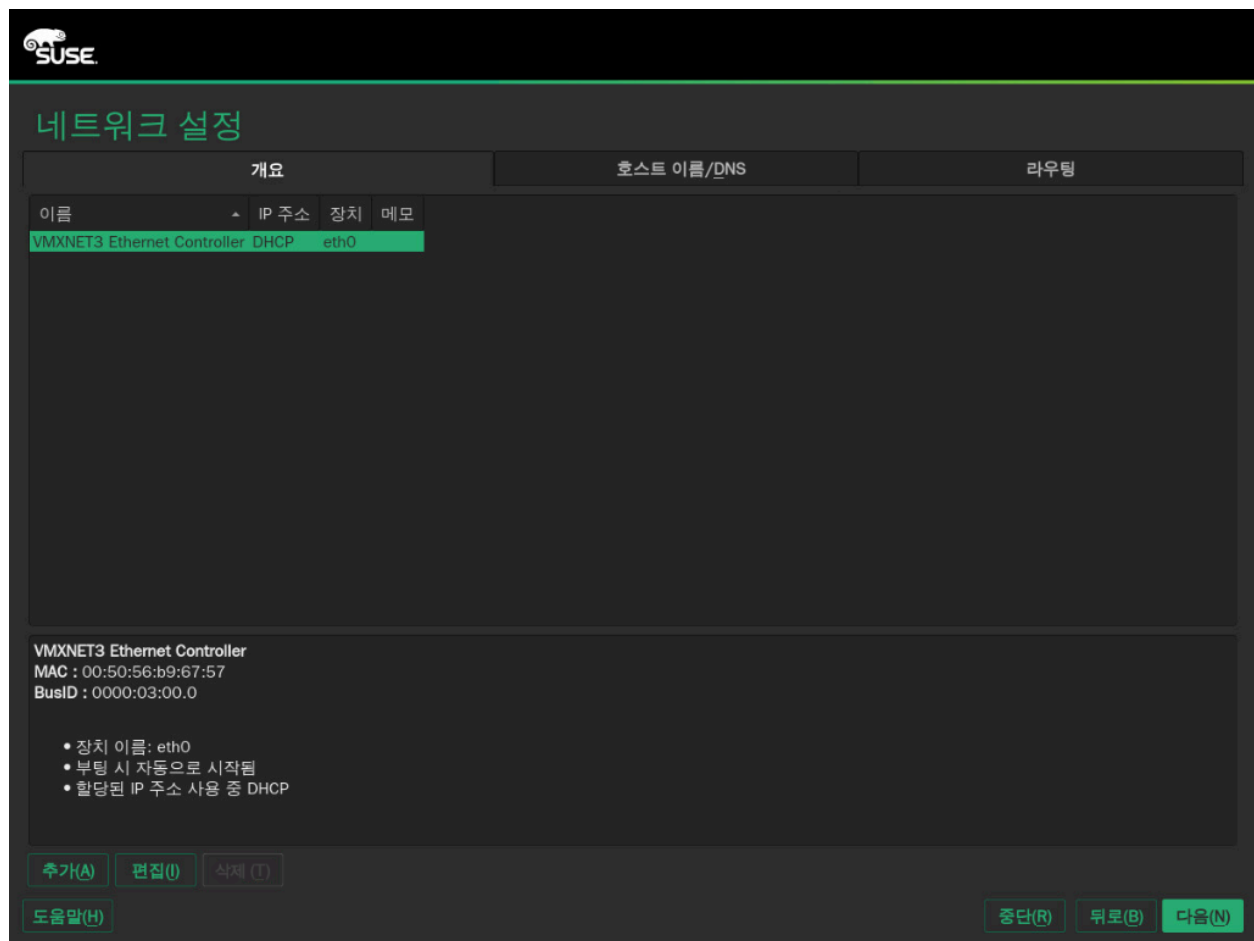 SUSE.
네트워크 설정
개요 호스트 이름/DNS 라우팅
이름 IP 주소 장치 메모
VMXNET3 Ethernet Controller DHCP eth0
VMXNET3 Ethernet Controller
MAC : 00:50:56:b9:67:57
BusID : 0000:03:00.0
• 장치 이름: eth0
• 부팅 시 자동으로 시작됨
• 할당된 IP 주소 사용 중 DHCP
추가(A) 편집(I) 삭제 (T)
도움말(H) 중단(R) 뒤로(B) 다음(N)